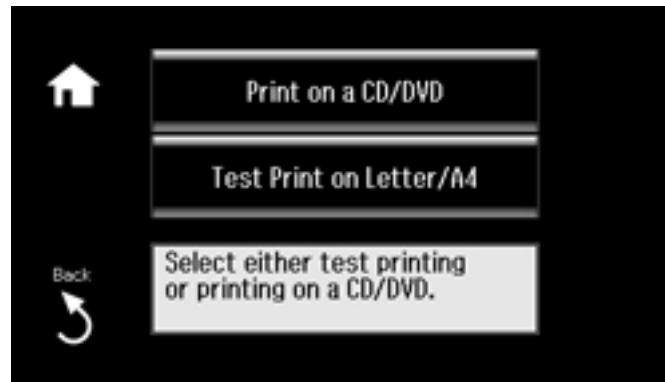 Print on a CD/DVD
Test Print on Letter/A4
Select either test printing
or printing on a CD/DVD.
Back